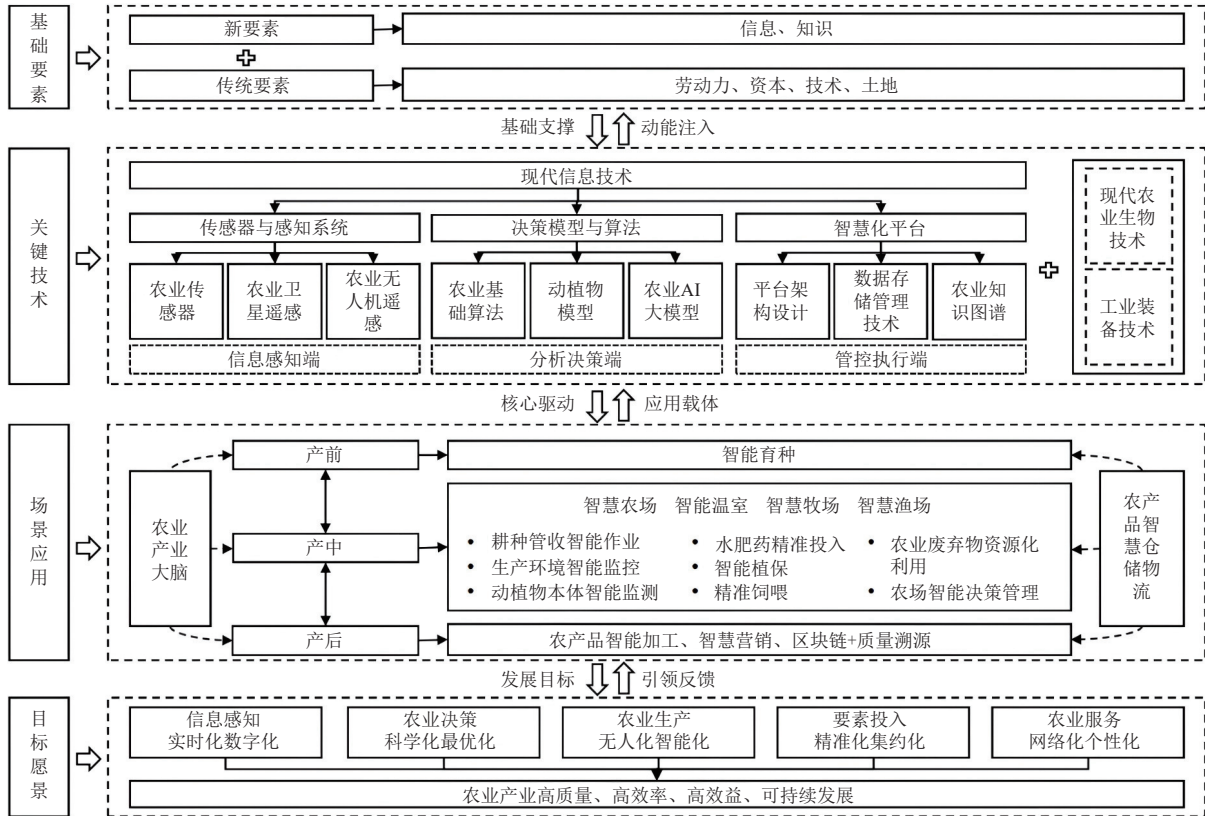 基
础
要
素
新要素
信息、知识
传统要素
劳动力、资本、技术、土地
基础支撑
动能注入
关
键
技
术
现代信息技术
传感器与感知系统
决策模型与算法
智慧化平台
农业传
感器
农业卫
星遥感
农业无
人机遥
感
农业基
础算法
动植物
模型
农业AI
大模型
平台架
构设计
数据存
储管理
技术
农业知
识图谱
信息感知端
分析决策端
管控执行端
现代农
业生物
技术
工业装
备技术
核心驱动
应用载体
场
景
应
用
农业
产业
大脑
产前
智能育种
产中
智慧农场 智能温室 智慧牧场 智慧渔场
• 耕种管收智能作业
• 生产环境智能监控
• 动植物本体智能监测
• 水肥药精准投入
• 智能植保
• 精准饲喂
• 农业废弃物资源化
利用
• 农场智能决策管理
产后
农产品智能加工、智慧营销、区块链+质量溯源
农产
品智
慧仓
储物
流
发展目标
引领反馈
目
标
愿
景
信息感知
实时化数字化
农业决策
科学化最优化
农业生产
无人化智能化
要素投入
精准化集约化
农业服务
网络化个性化
农业产业高质量、高效率、高效益、可持续发展